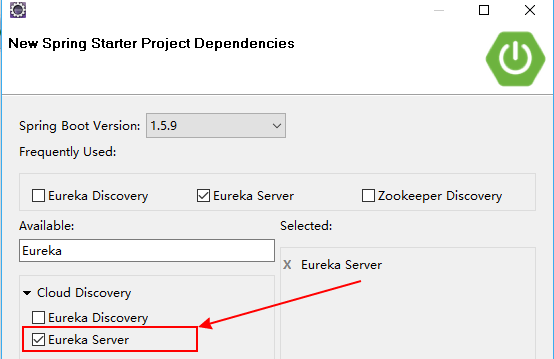 New Spring Starter Project Dependencies
Spring Boot Version: 1.5.9
Frequently Used:
Eureka Discovery Eureka Server Zookeeper Discovery
Available: Selected:
Eureka
X Eureka Server
Cloud Discovery
Eureka Discovery
Eureka Server